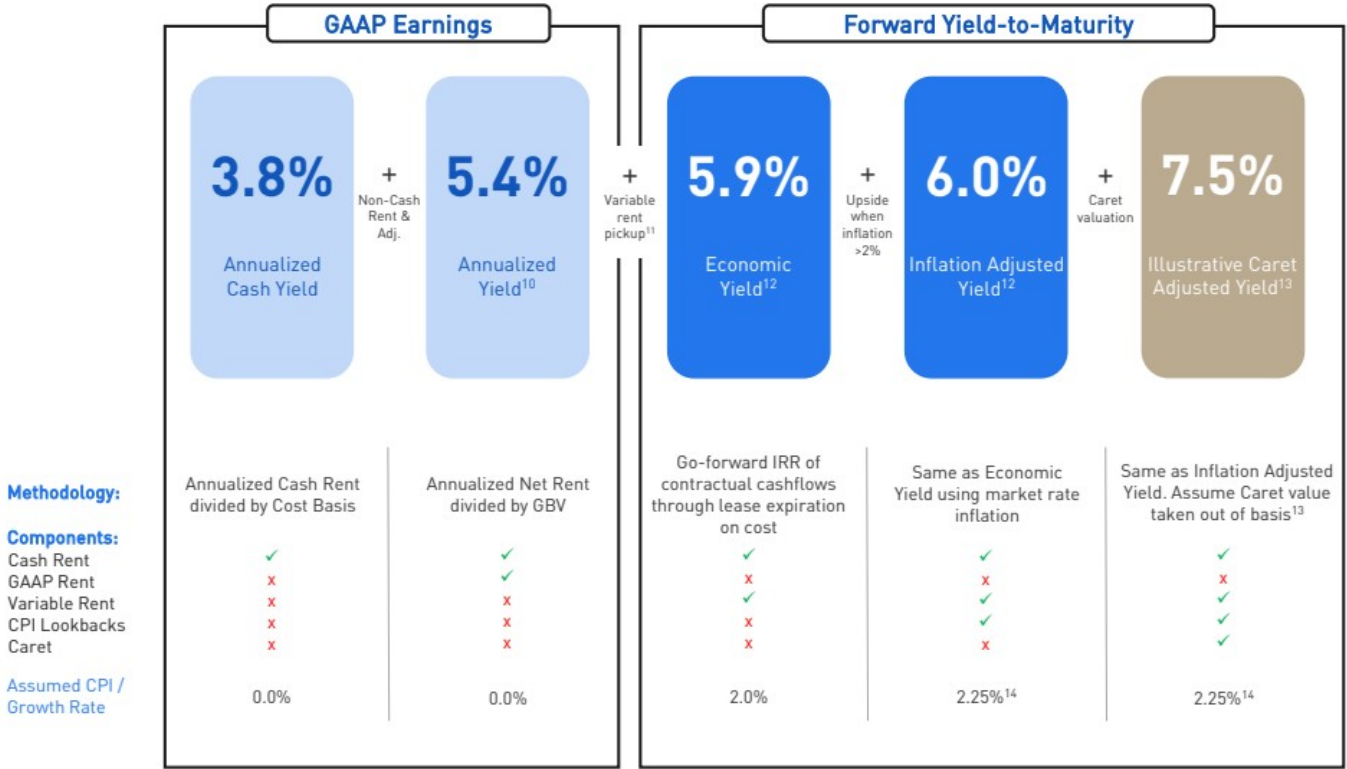 GAAP Earnings
Forward Yield-to-Maturity
3.8%
Annualized
Cash Yield
+
Non-Cash
Rent &
Adj.
5.4%
Annualized
Yield¹⁰
+
Variable
rent
pickup¹¹
5.9%
Economic
Yield¹²
+
Upside
when
inflation
>2%
6.0%
Inflation Adjusted
Yield¹²
+
Caret
valuation
7.5%
Illustrative Caret
Adjusted Yield¹³
Methodology:
Annualized Cash Rent
divided by Cost Basis
Annualized Net Rent
divided by GBV
Go-forward IRR of
contractual cashflows
through lease expiration
on cost
Same as Economic
Yield using market rate
inflation
Same as Inflation Adjusted
Yield. Assume Caret value
taken out of basis¹³
Components:
Cash Rent ✓ ✓ ✓ ✓ ✓
GAAP Rent x ✓ x x x
Variable Rent x x ✓ ✓ ✓
CPI Lookbacks x x x ✓ ✓
Caret x x x x ✓
Assumed CPI /
Growth Rate
0.0% 0.0% 2.0% 2.25%¹⁴ 2.25%¹⁴